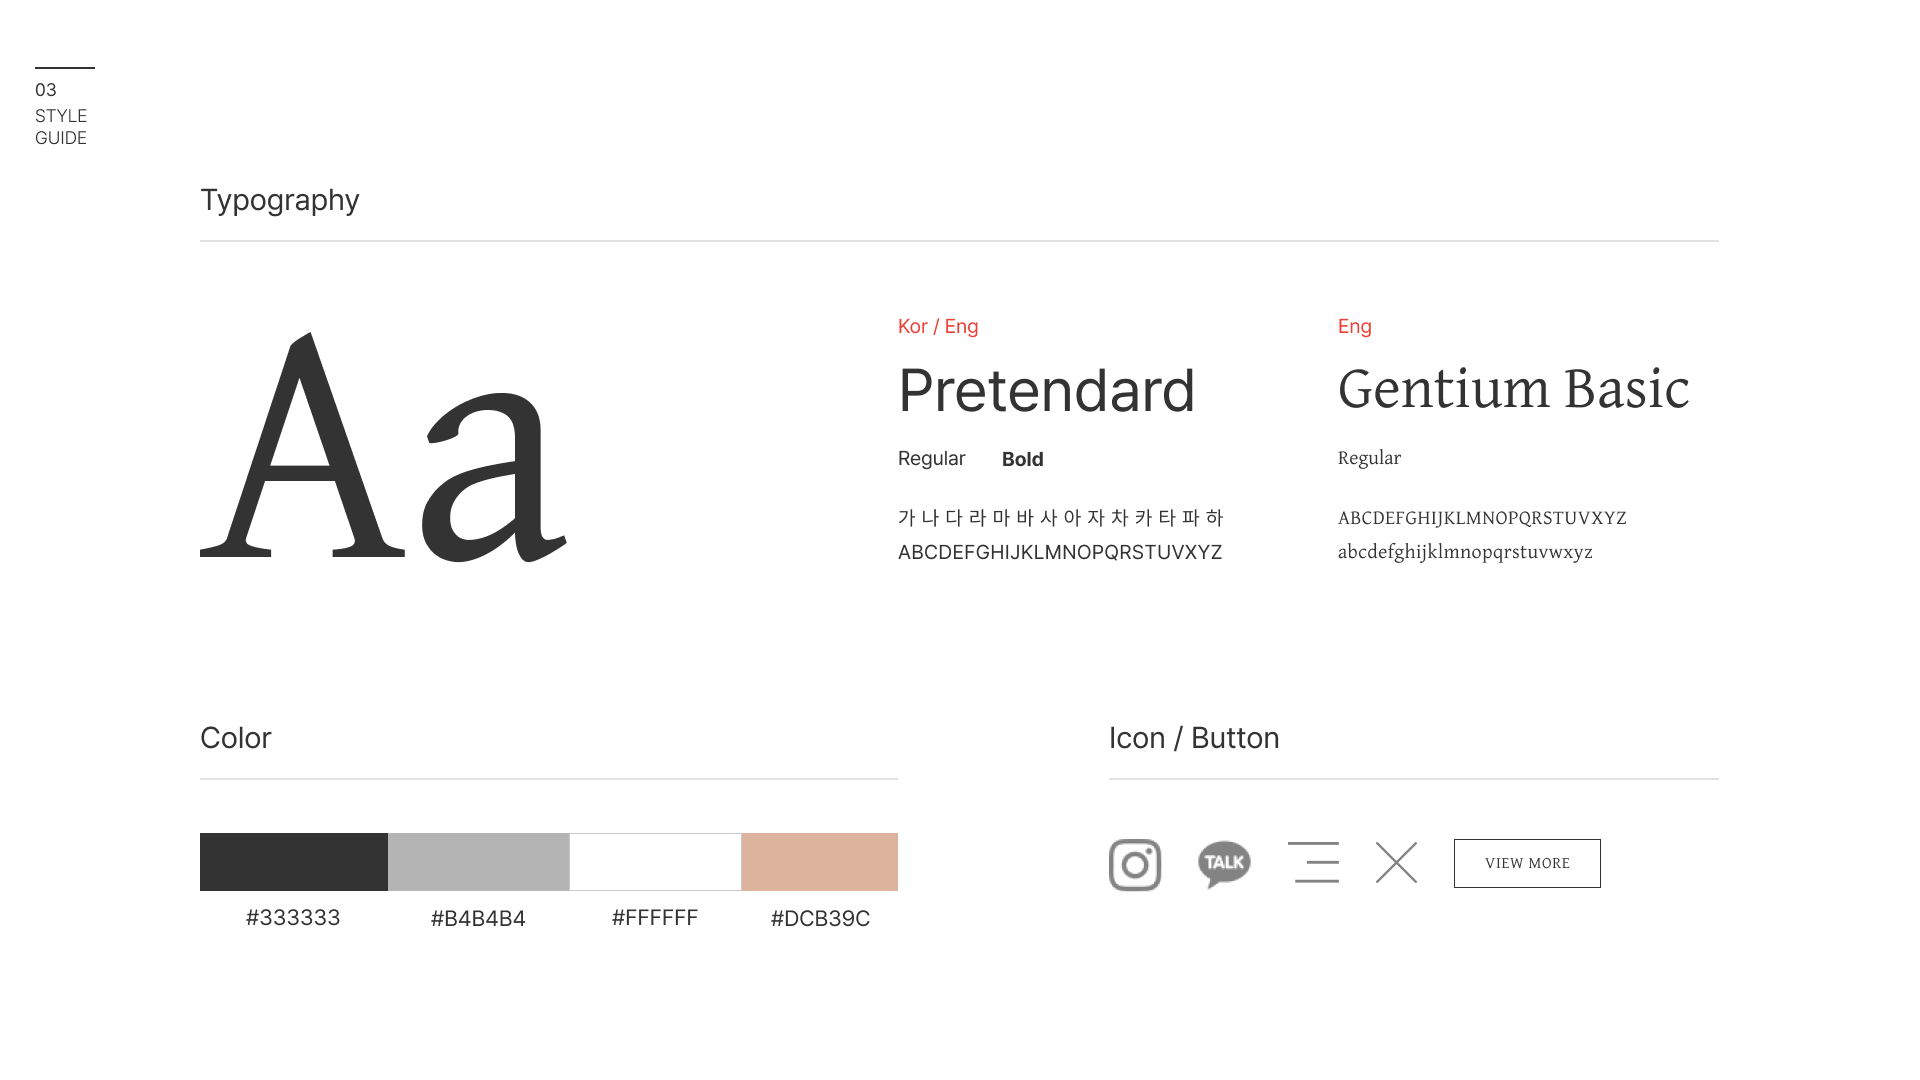 03
STYLE
GUIDE
Typography
Aa
Kor / Eng
Pretendard
Regular Bold
가 나 다 라 마 바 사 아 자 차 카 타 파 하
ABCDEFGHIJKLMNOPQRSTUVXYZ
Eng
Gentium Basic
Regular
ABCDEFGHIJKLMNOPQRSTUVXYZ
abcdefghijklmnopqrstuvwxyz
Color
#333333 #B4B4B4 #FFFFFF #DCB39C
Icon / Button
TALK
VIEW MORE